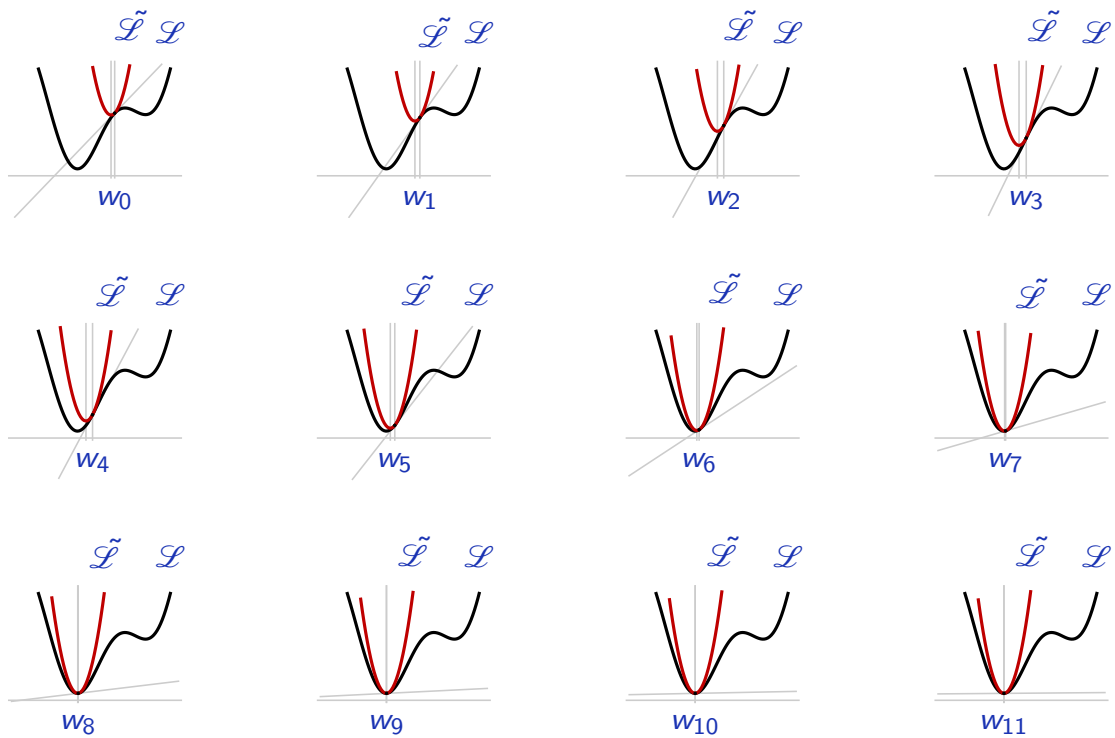 ℒ̃ ℒ ℒ̃ ℒ ℒ̃ ℒ ℒ̃ ℒ
w₀ w₁ w₂ w₃
ℒ̃ ℒ ℒ̃ ℒ ℒ̃ ℒ ℒ̃ ℒ
w₄ w₅ w₆ w₇
ℒ̃ ℒ ℒ̃ ℒ ℒ̃ ℒ ℒ̃ ℒ
w₈ w₉ w₁₀ w₁₁